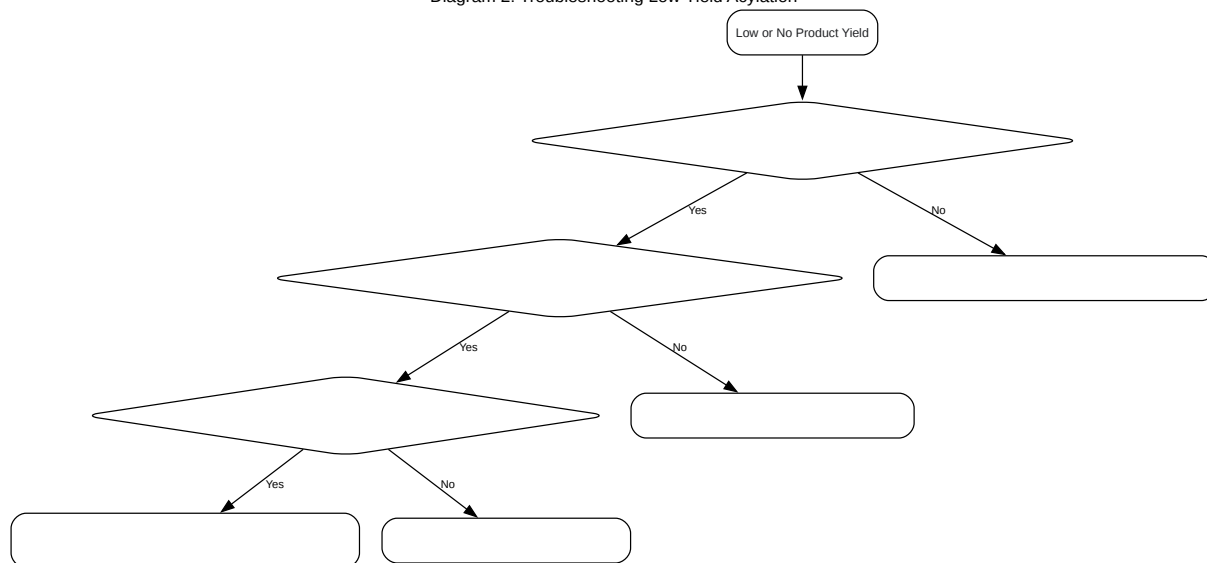 Diagram 2: Troubleshooting Low-Yield Acylation
Low or No Product Yield
Yes
No
Yes
No
Yes
No